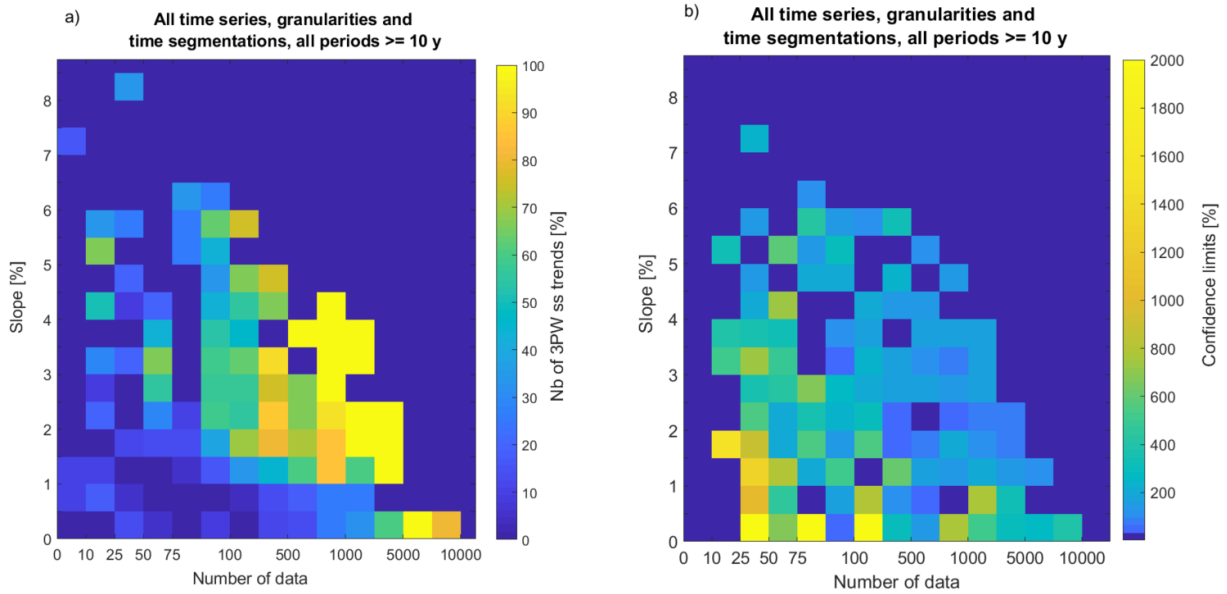 a)
All time series, granularities and
time segmentations, all periods >= 10 y
8
7
6
5
4
3
2
1
0
Slope [%]
0 10 25 50 75 100 500 1000 5000 10000
Number of data
100
90
80
70
60
50
40
30
20
10
0
Nb of 3PW ss trends [%]
b)
All time series, granularities and
time segmentations, all periods >= 10 y
8
7
6
5
4
3
2
1
0
Slope [%]
0 10 25 50 75 100 500 1000 5000 10000
Number of data
2000
1800
1600
1400
1200
1000
800
600
400
200
Confidence limits [%]